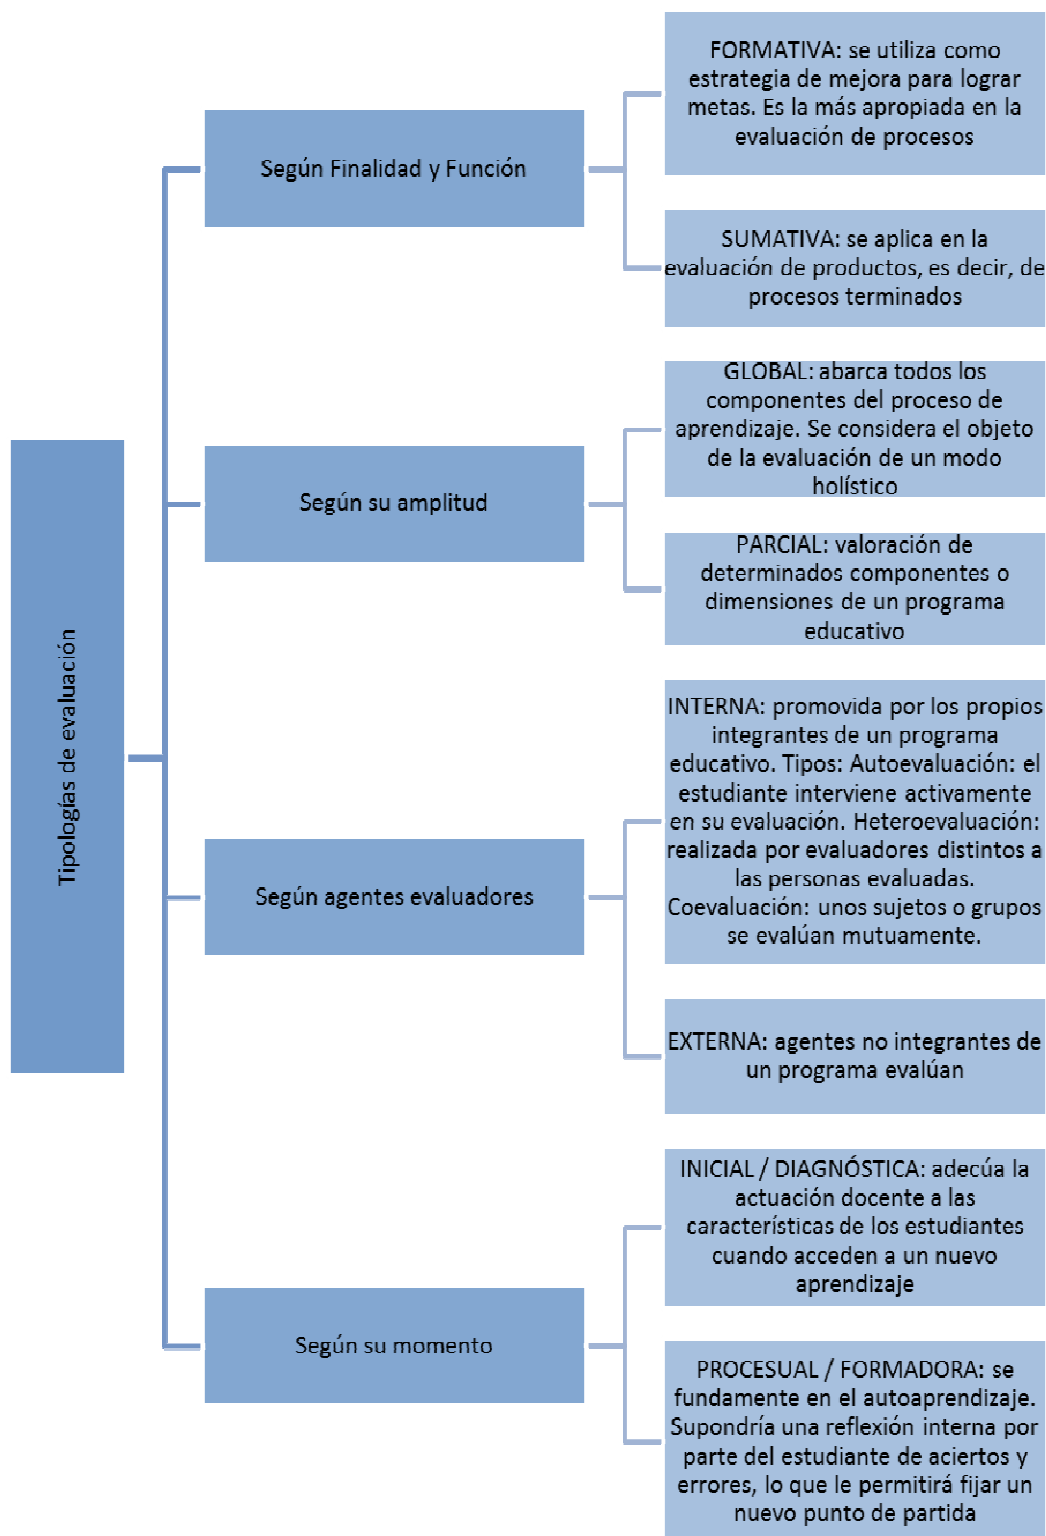 Tipologías de evaluación
Según Finalidad y Función
FORMATIVA: se utiliza como
estrategia de mejora para lograr
metas. Es la más apropiada en la
evaluación de procesos
SUMATIVA: se aplica en la
evaluación de productos, es decir, de
procesos terminados
Según su amplitud
GLOBAL: abarca todos los
componentes del proceso de
aprendizaje. Se considera el objeto
de la evaluación de un modo
holístico
PARCIAL: valoración de
determinados componentes o
dimensiones de un programa
educativo
Según agentes evaluadores
INTERNA: promovida por los propios
integrantes de un programa
educativo. Tipos: Autoevaluación: el
estudiante interviene activamente
en su evaluación. Heteroevaluación:
realizada por evaluadores distintos a
las personas evaluadas.
Coevaluación: unos sujetos o grupos
se evalúan mutuamente.
EXTERNA: agentes no integrantes de
un programa evalúan
Según su momento
INICIAL / DIAGNÓSTICA: adecúa la
actuación docente a las
características de los estudiantes
cuando acceden a un nuevo
aprendizaje
PROCESUAL / FORMADORA: se
fundamente en el autoaprendizaje.
Supondría una reflexión interna por
parte del estudiante de aciertos y
errores, lo que le permitirá fijar un
nuevo punto de partida